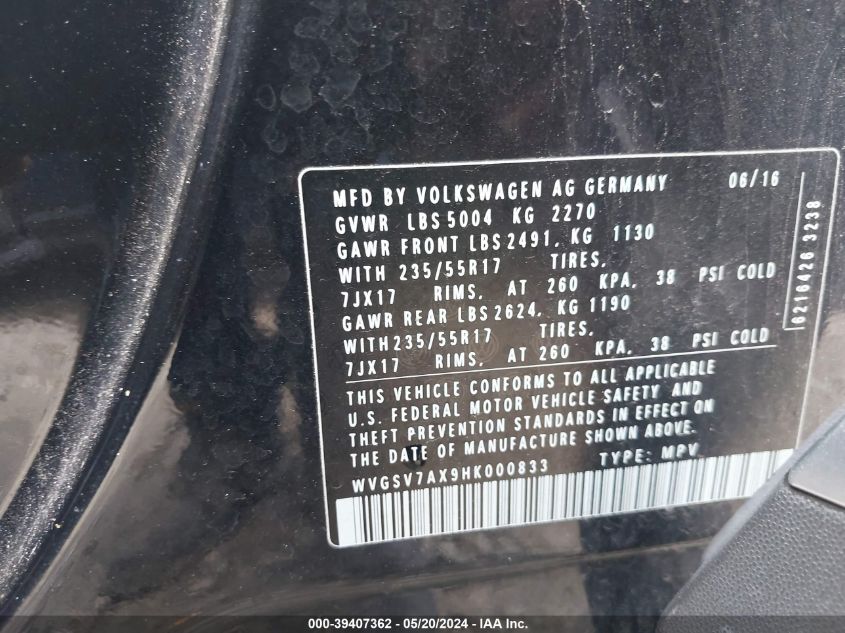 MFD BY VOLKSWAGEN AG GERMANY 06/16
GVWR LBS 5004 KG 2270
GAWR FRONT LBS 2491, KG 1130
WITH 235/55R17 TIRES,
7JX17 RIMS, AT 260 KPA, 38 PSI COLD
GAWR REAR LBS 2624, KG 1190
WITH 235/55R17 TIRES,
7JX17 RIMS, AT 260 KPA, 38 PSI COLD
THIS VEHICLE CONFORMS TO ALL APPLICABLE
U.S. FEDERAL MOTOR VEHICLE SAFETY AND
THEFT PREVENTION STANDARDS IN EFFECT ON
THE DATE OF MANUFACTURE SHOWN ABOVE.
WVGSV7AX9HK000833 TYPE: MPV
6216426 3238
000-39407362 - 05/20/2024 - IAA Inc.